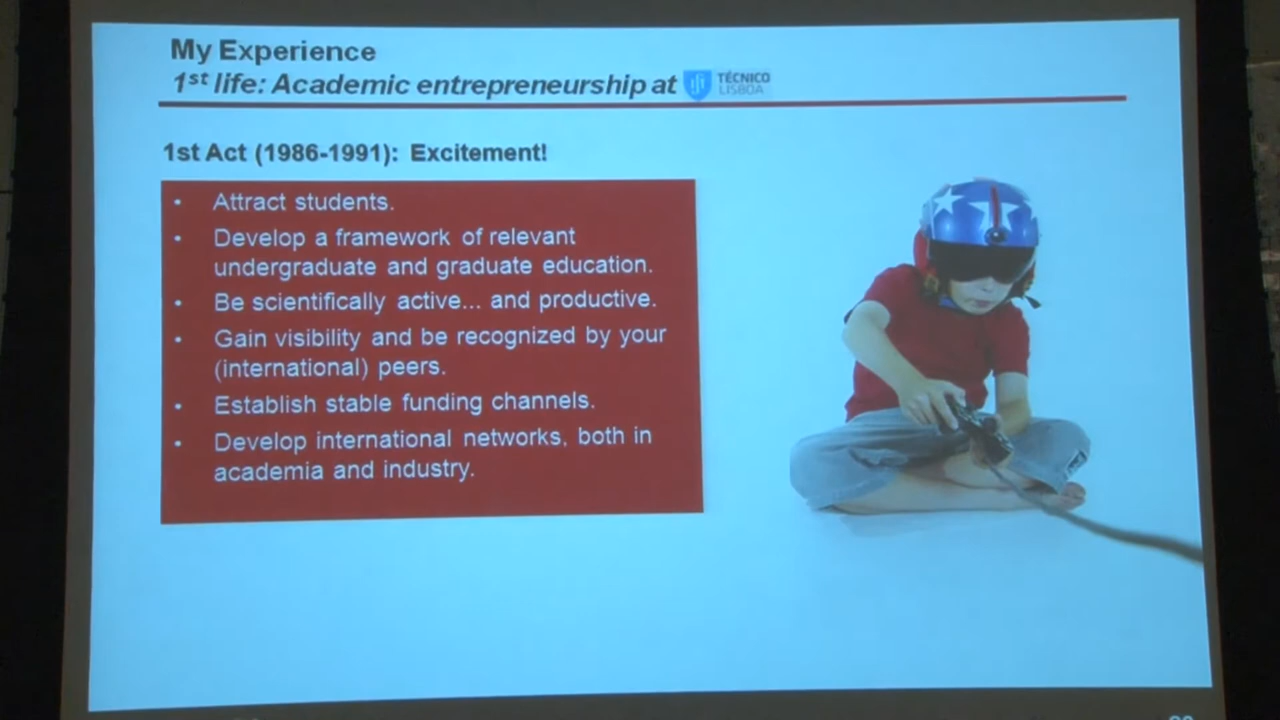 My Experience
1st life: Academic entrepreneurship at TÉCNICO LISBOA
1st Act (1986-1991): Excitement!
• Attract students.
• Develop a framework of relevant
undergraduate and graduate education.
• Be scientifically active... and productive.
• Gain visibility and be recognized by your
(international) peers.
• Establish stable funding channels.
• Develop international networks, both in
academia and industry.